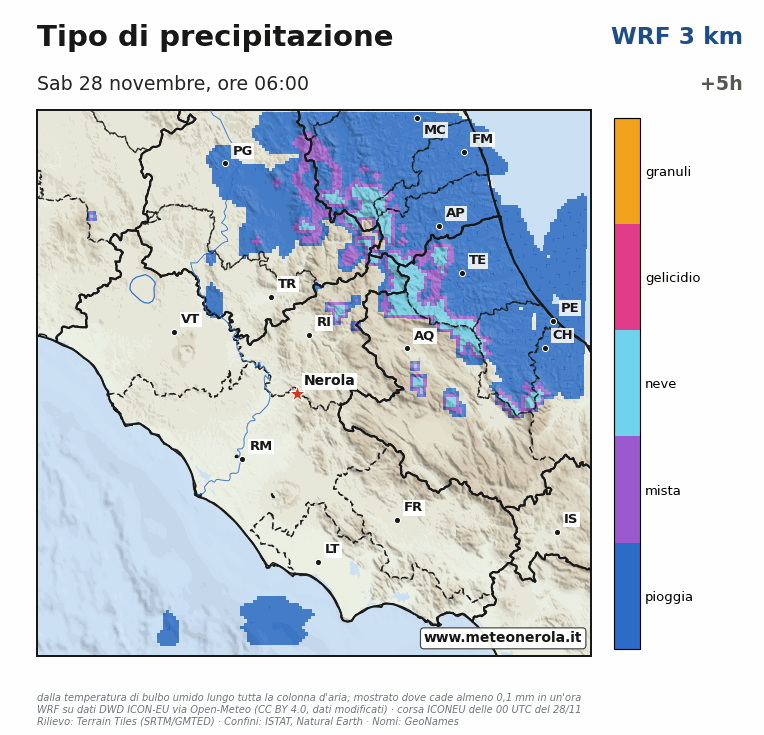 Tipo di precipitazione
WRF 3 km
Sab 28 novembre, ore 06:00
+5h
MC
FM
PG
AP
TE
TR
PE
VT
RI
AQ
CH
Nerola
RM
FR
IS
LT
www.meteonerola.it
granuli
gelicidio
neve
mista
pioggia
dalla temperatura di bulbo umido lungo tutta la colonna d'aria; mostrato dove cade almeno 0,1 mm in un'ora
WRF su dati DWD ICON-EU via Open-Meteo (CC BY 4.0, dati modificati) · corsa ICONEU delle 00 UTC del 28/11
Rilievo: Terrain Tiles (SRTM/GMTED) · Confini: ISTAT, Natural Earth · Nomi: GeoNames